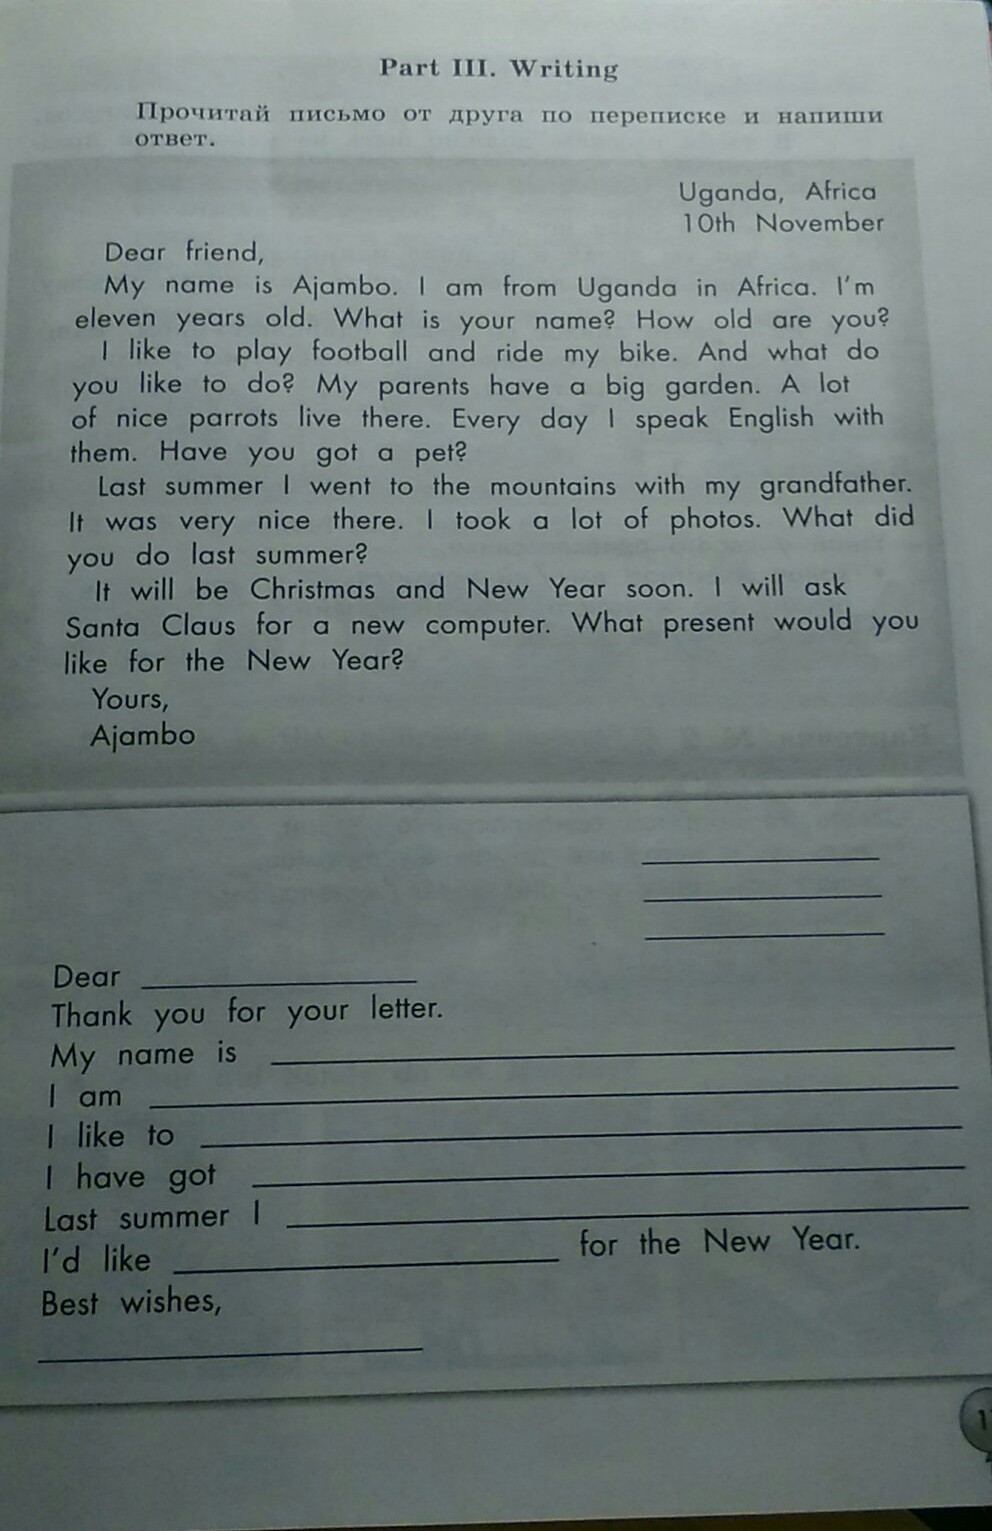 Part III. Writing
Прочитай письмо от друга по переписке и напиши
ответ.
Uganda, Africa
10th November
Dear friend,
My name is Ajambo. I am from Uganda in Africa. I'm
eleven years old. What is your name? How old are you?
I like to play football and ride my bike. And what do
you like to do? My parents have a big garden. A lot
of nice parrots live there. Every day I speak English with
them. Have you got a pet?
Last summer I went to the mountains with my grandfather.
It was very nice there. I took a lot of photos. What did
you do last summer?
It will be Christmas and New Year soon. I will ask
Santa Claus for a new computer. What present would you
like for the New Year?
Yours,
Ajambo
Dear
Thank you for your letter.
My name is
I am
I like to
I have got
Last summer I
I'd like for the New Year.
Best wishes,